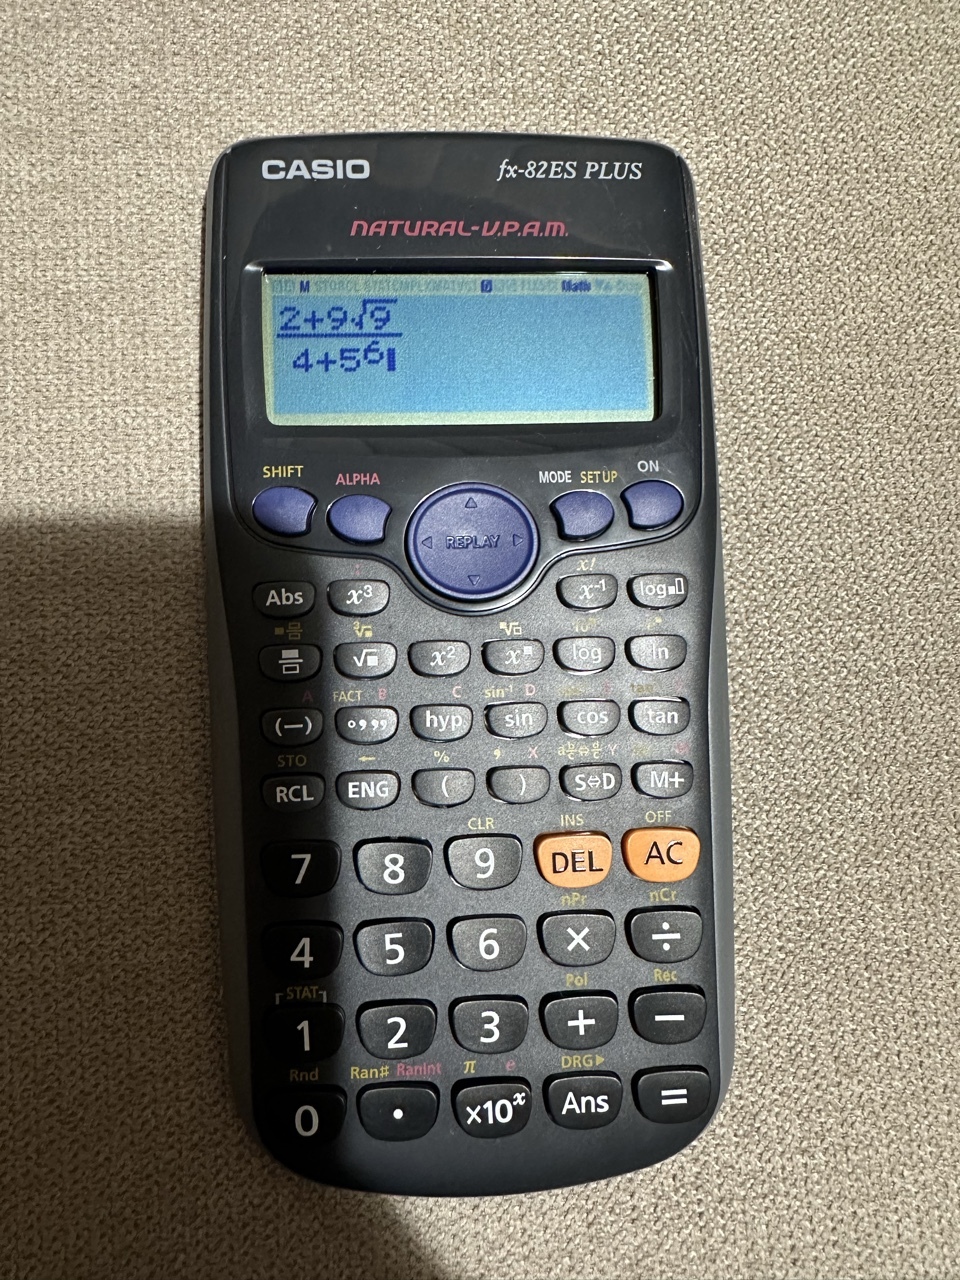 CASIO fx-82ES PLUS
NATURAL-V.P.A.M.
M Math
2+9√9
4+5⁶
SHIFT ALPHA MODE SETUP ON
REPLAY
x!
Abs x³ x⁻¹ log
√ x² x log ln
A FACT B C sin⁻¹ D
(−) hyp sin cos tan
STO ← % , X Y
RCL ENG ( ) S⇔D M+
CLR INS OFF
7 8 9 DEL AC
nPr nCr
4 5 6 × ÷
STAT Pol Rec
1 2 3 + −
Rnd Ran# RanInt π e DRG▶
0 . ×10ˣ Ans =